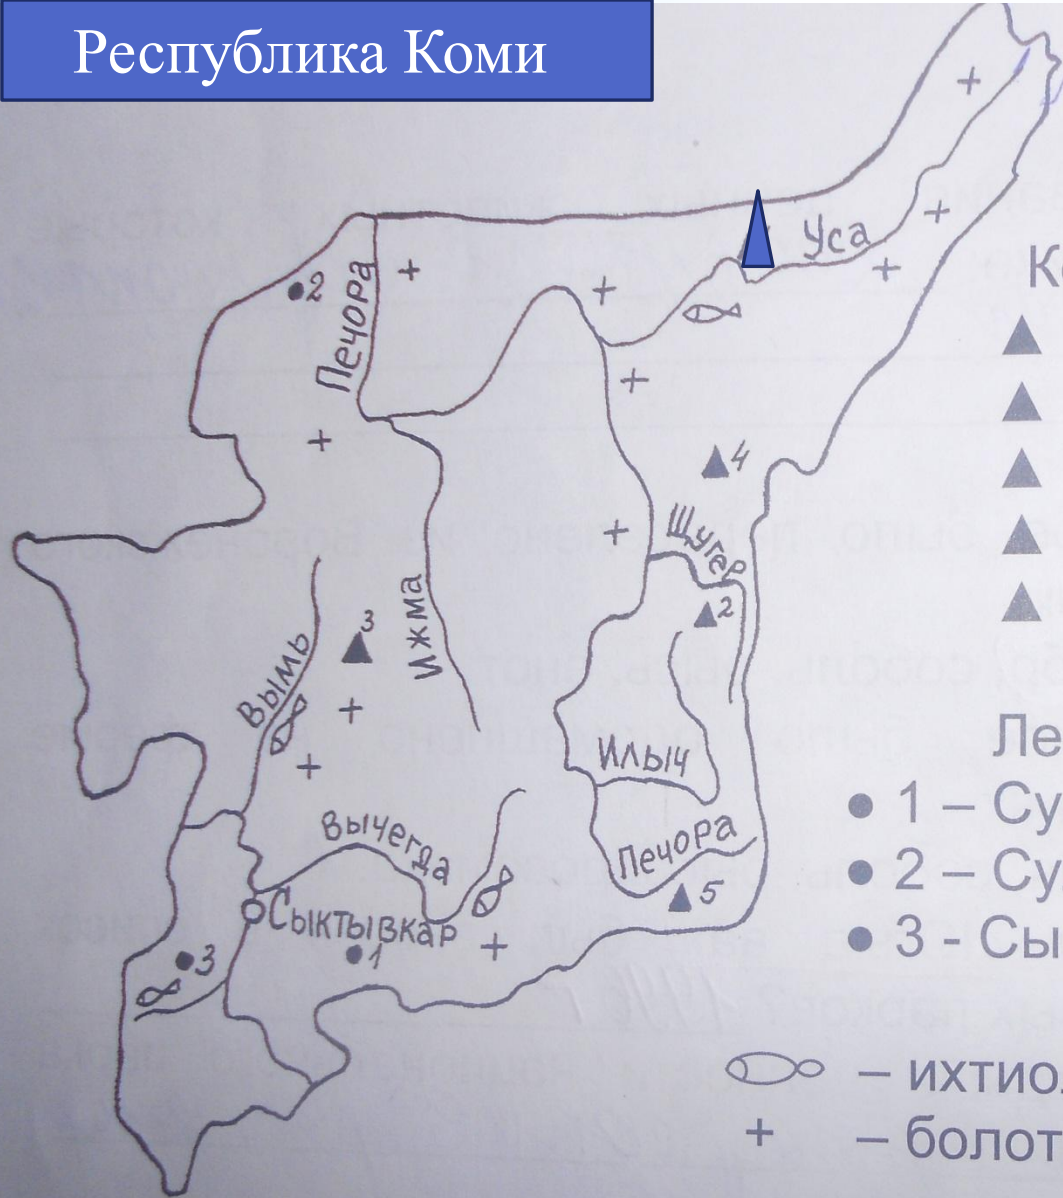 Республика Коми
Уса
К
2
Печора
4
Щугер
2
3
Ижма
Вымь
Илыч
Ле
1 – Су
Вычегда
Печора
2 – Су
5
Сыктывкар
3 - Сы
1
3
– ихтио
+ – болот